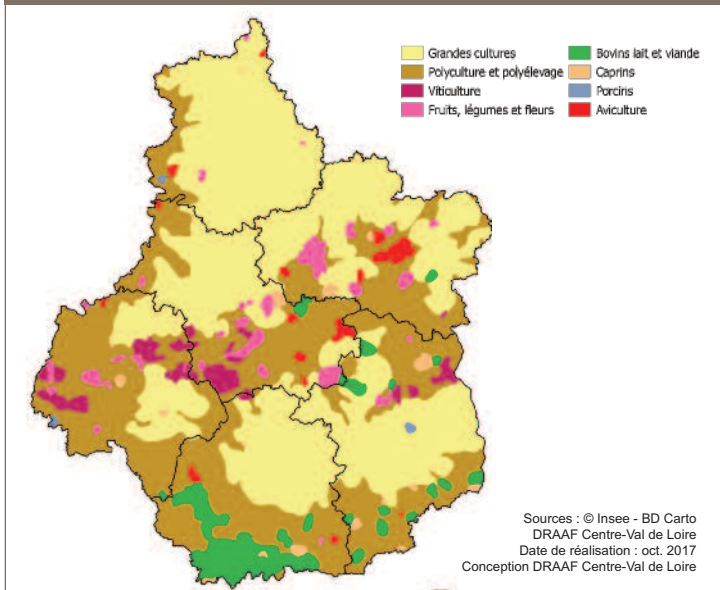 Grandes cultures
Polyculture et polyélevage
Viticulture
Fruits, légumes et fleurs
Bovins lait et viande
Caprins
Porcins
Aviculture
Sources : © Insee - BD Carto
DRAAF Centre-Val de Loire
Date de réalisation : oct. 2017
Conception DRAAF Centre-Val de Loire